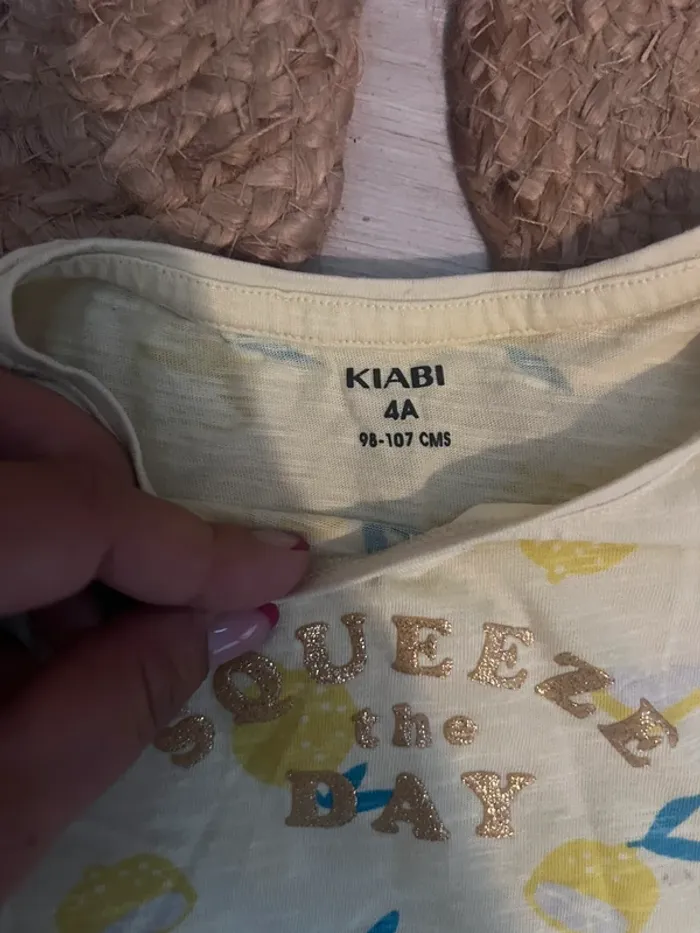 KIABI
4A
98-107 CMS
SQUEEZE
the
DAY